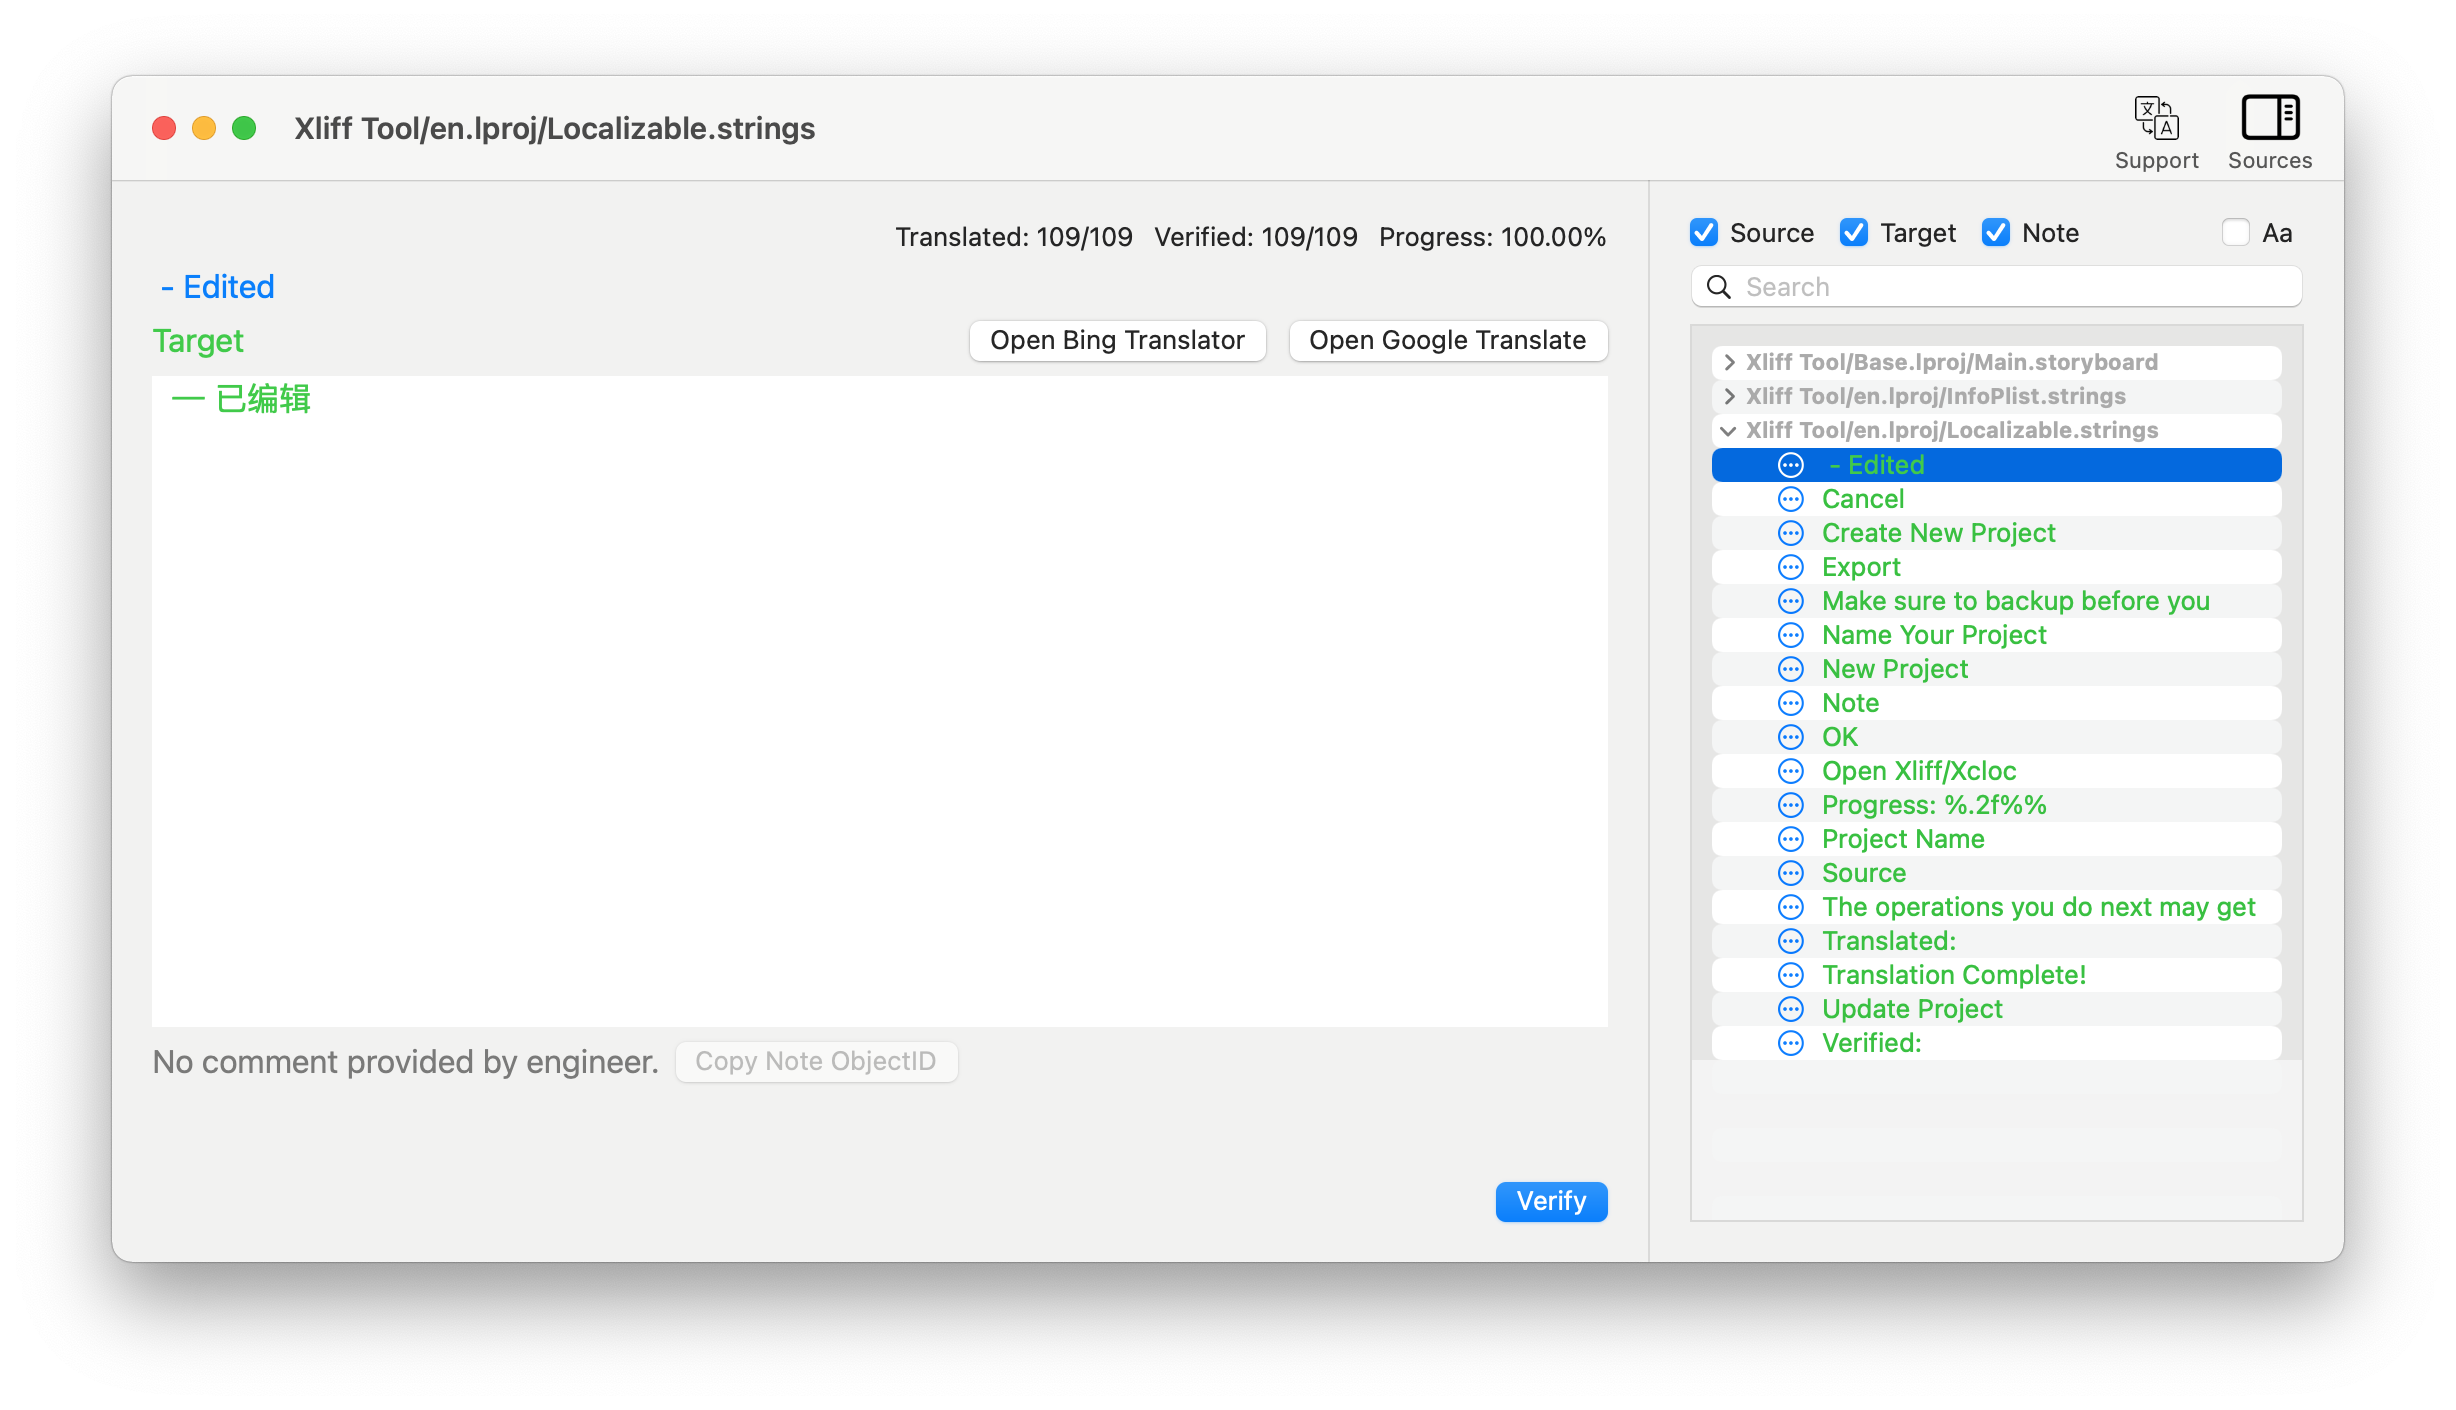 Xliff Tool/en.lproj/Localizable.strings
Support
Sources
Translated: 109/109 Verified: 109/109 Progress: 100.00%
- Edited
Target
Open Bing Translator
Open Google Translate
— 已编辑
No comment provided by engineer.
Copy Note ObjectID
Verify
Source
Target
Note
Aa
Search
Xliff Tool/Base.lproj/Main.storyboard
Xliff Tool/en.lproj/InfoPlist.strings
Xliff Tool/en.lproj/Localizable.strings
- Edited
Cancel
Create New Project
Export
Make sure to backup before you
Name Your Project
New Project
Note
OK
Open Xliff/Xcloc
Progress: %.2f%%
Project Name
Source
The operations you do next may get
Translated:
Translation Complete!
Update Project
Verified: